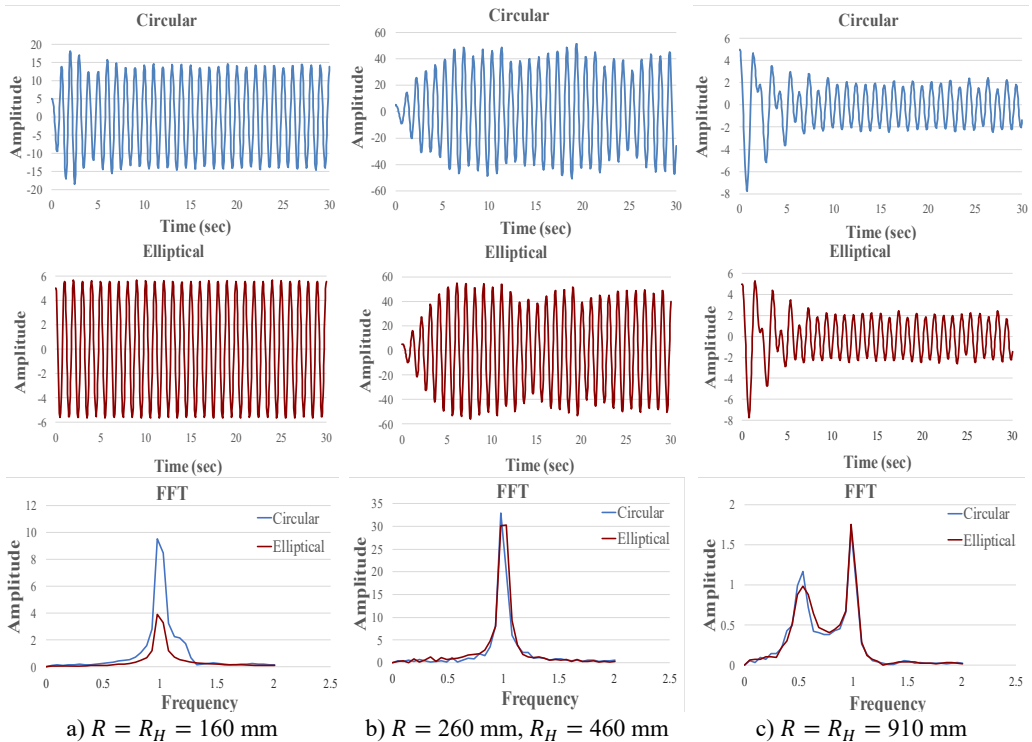 Circular
Amplitude
20
15
10
5
0
-5
-10
-15
-20
0 5 10 15 20 25 30
Time (sec)
Circular
Amplitude
60
40
20
0
-20
-40
-60
0 5 10 15 20 25 30
Time (sec)
Circular
Amplitude
6
4
2
0
-2
-4
-6
-8
0 5 10 15 20 25 30
Time (sec)
Elliptical
Amplitude
6
4
2
0
-2
-4
-6
0 5 10 15 20 25 30
Time (sec)
Elliptical
Amplitude
60
40
20
0
-20
-40
-60
0 5 10 15 20 25 30
Time (sec)
Elliptical
Amplitude
6
4
2
0
-2
-4
-6
-8
0 5 10 15 20 25 30
Time (sec)
FFT
Circular
Elliptical
Amplitude
12
10
8
6
4
2
0
0 0.5 1 1.5 2 2.5
Frequency
FFT
Circular
Elliptical
Amplitude
35
30
25
20
15
10
5
0
0 0.5 1 1.5 2 2.5
Frequency
FFT
Circular
Elliptical
Amplitude
2
1.5
1
0.5
0
0 0.5 1 1.5 2 2.5
Frequency
a) R = R_H = 160 mm
b) R = 260 mm, R_H = 460 mm
c) R = R_H = 910 mm